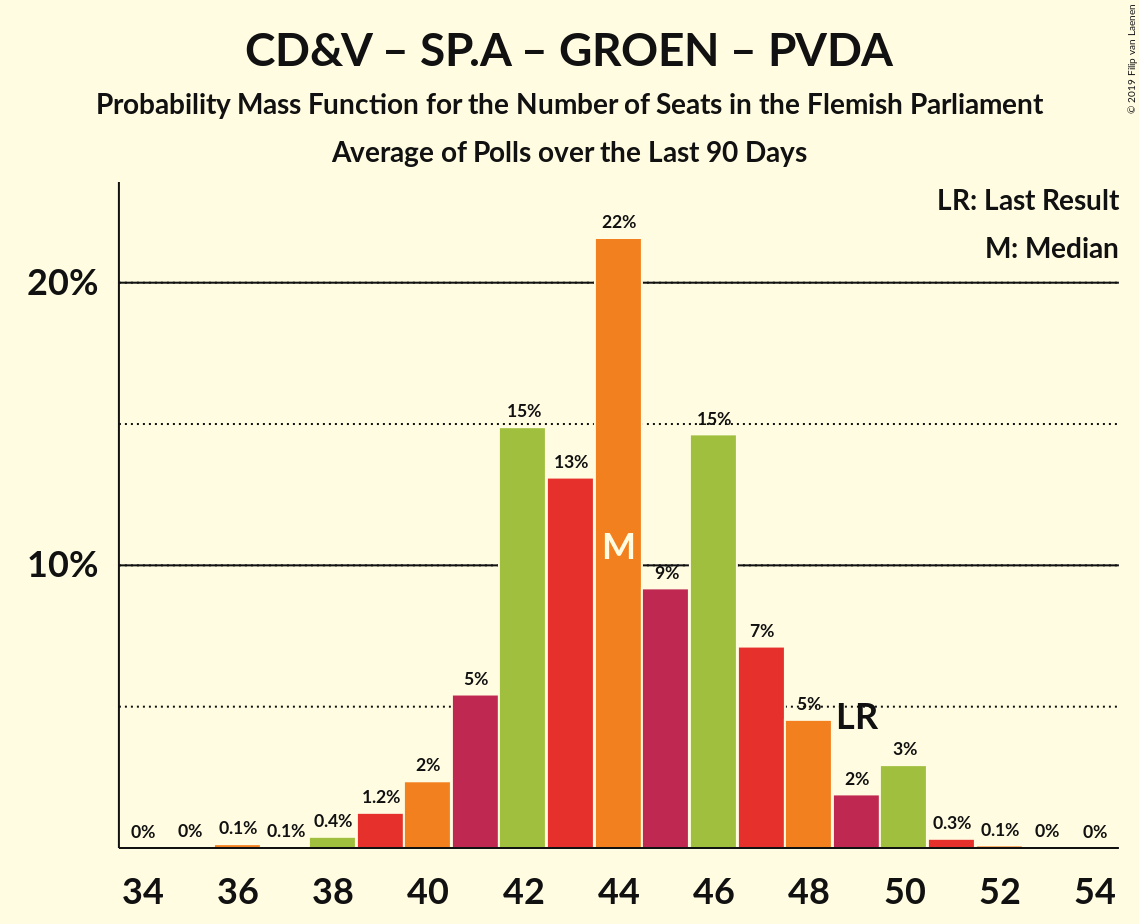 CD&V – SP.A – GROEN – PVDA
Probability Mass Function for the Number of Seats in the Flemish Parliament
Average of Polls over the Last 90 Days
© 2019 Filip van Laenen
LR: Last Result
M: Median
20%
10%
0%
0%
0.1%
0.1%
0.4%
1.2%
2%
5%
15%
13%
22%
M
9%
15%
7%
5%
LR
2%
3%
0.3%
0.1%
0%
0%
34 36 38 40 42 44 46 48 50 52 54